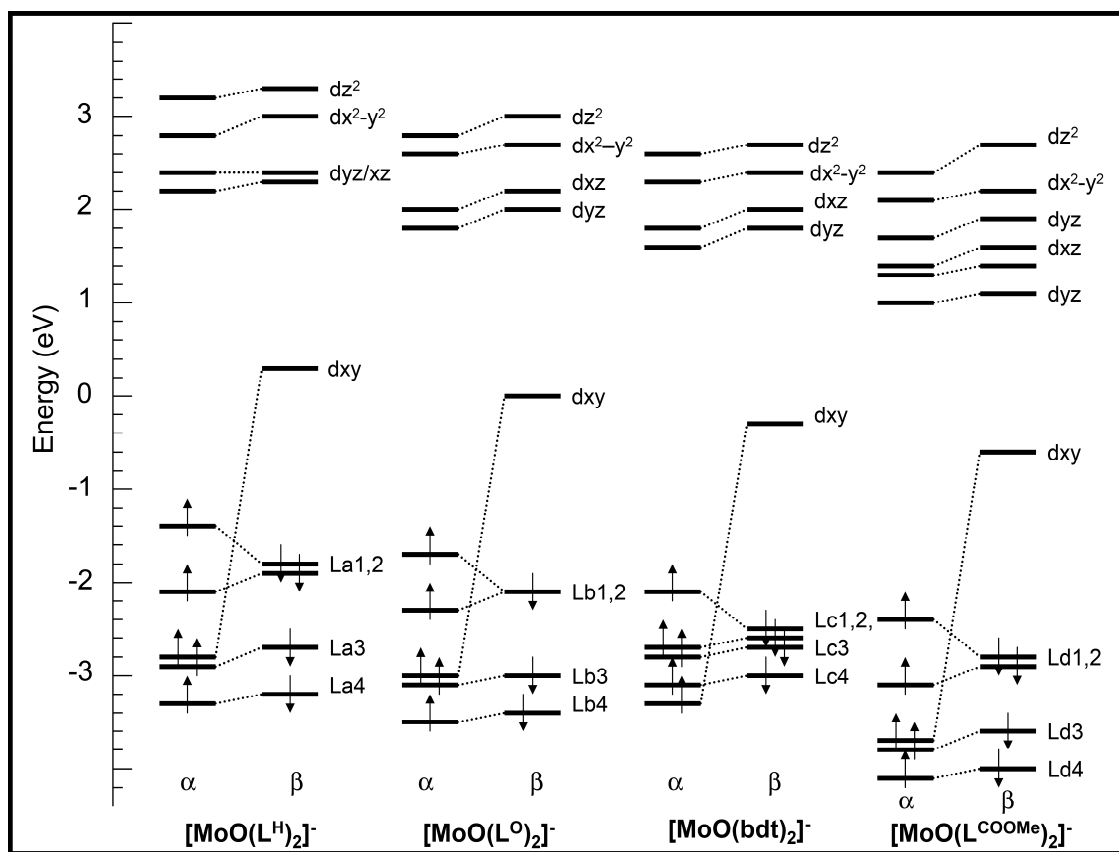 Energy (eV)
3
2
1
0
-1
-2
-3
dz²
dx²-y²
dyz/xz
dxy
La1,2
La3
La4
α
β
[MoO(Lᴴ)₂]⁻
dz²
dx²–y²
dxz
dyz
dxy
Lb1,2
Lb3
Lb4
α
β
[MoO(Lᴼ)₂]⁻
dz²
dx²-y²
dxz
dyz
dxy
Lc1,2,
Lc3
Lc4
α
β
[MoO(bdt)₂]⁻
dz²
dx²-y²
dyz
dxz
dyz
dxy
Ld1,2
Ld3
Ld4
α
β
[MoO(L^COOMe)₂]⁻